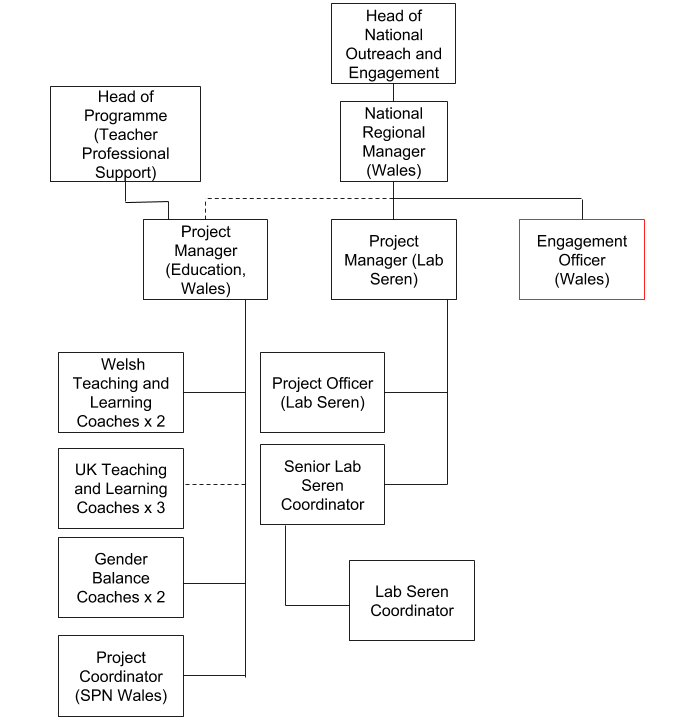 Head of
National
Outreach and
Engagement
Head of
Programme
(Teacher
Professional
Support)
National
Regional
Manager
(Wales)
Project
Manager
(Education,
Wales)
Project
Manager (Lab
Seren)
Engagement
Officer
(Wales)
Welsh
Teaching and
Learning
Coaches x 2
Project Officer
(Lab Seren)
UK Teaching
and Learning
Coaches x 3
Senior Lab
Seren
Coordinator
Gender
Balance
Coaches x 2
Lab Seren
Coordinator
Project
Coordinator
(SPN Wales)